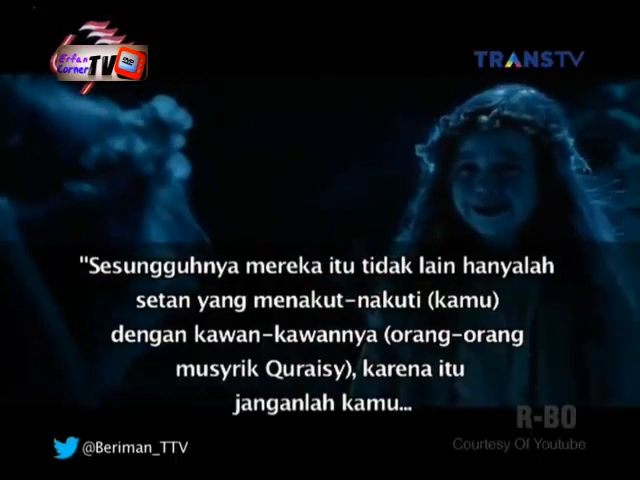 Erfan
Corner TV
DVD
TRANSTV
"Sesungguhnya mereka itu tidak lain hanyalah
setan yang menakut-nakuti (kamu)
dengan kawan-kawannya (orang-orang
musyrik Quraisy), karena itu
janganlah kamu...
R-BO
Courtesy Of Youtube
@Beriman_TTV